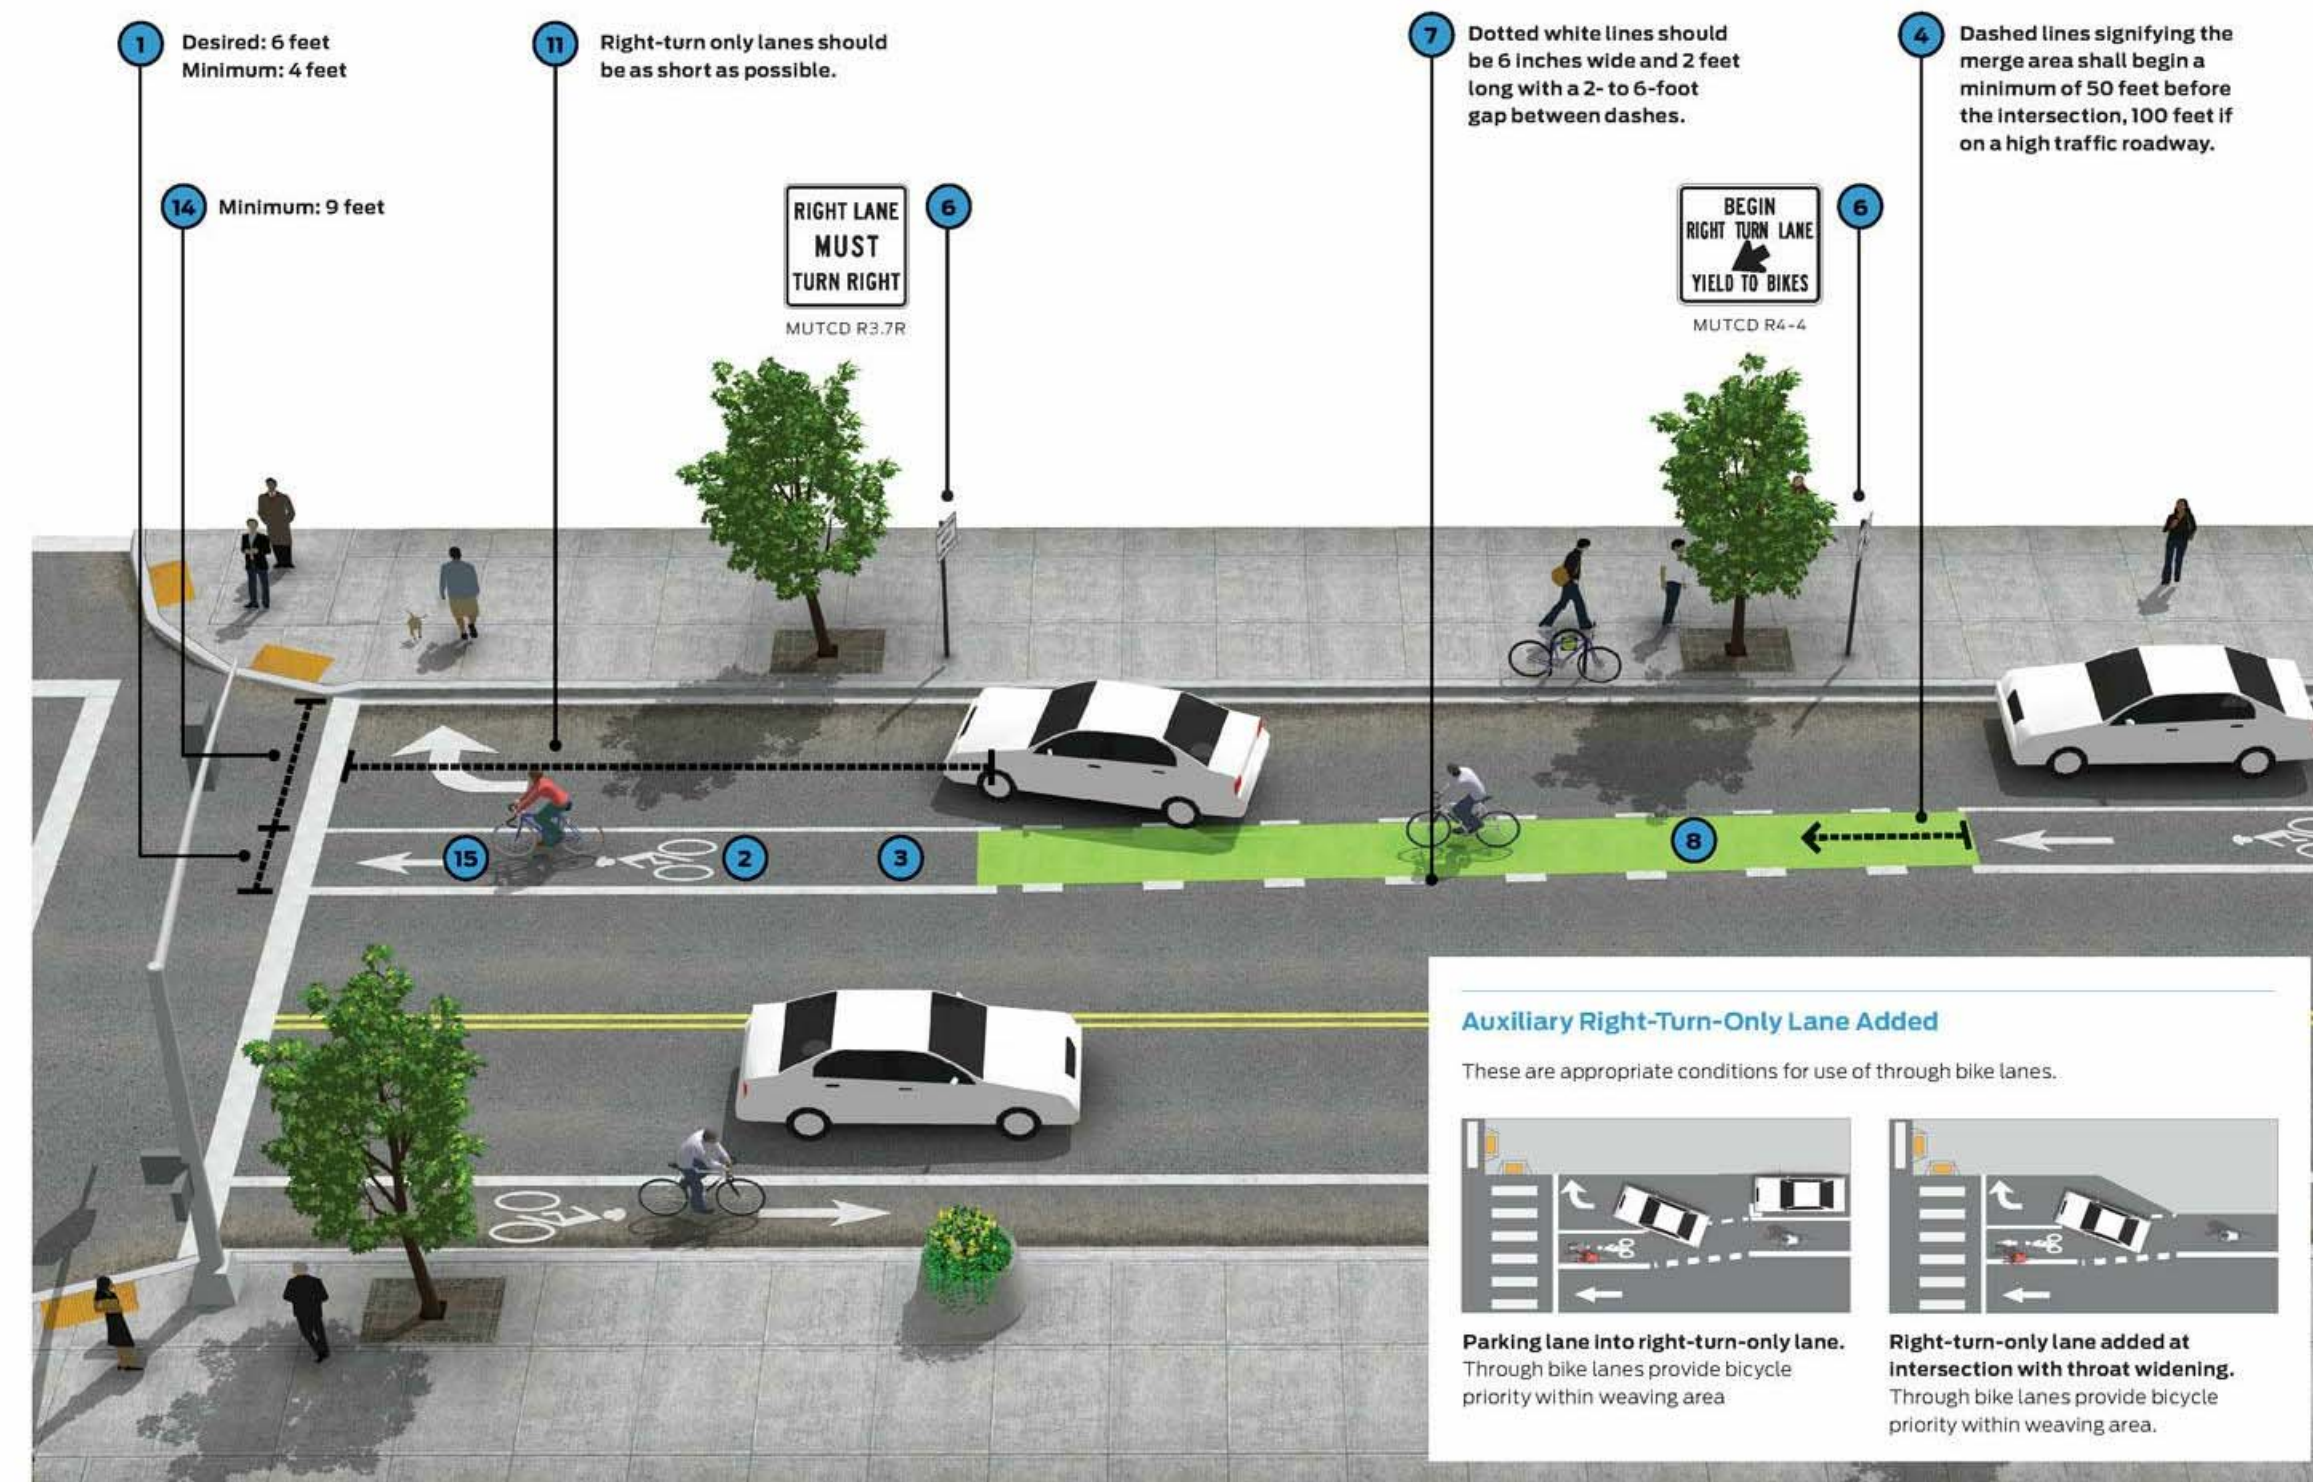 1
Desired: 6 feet
Minimum: 4 feet
11
Right-turn only lanes should
be as short as possible.
7
Dotted white lines should
be 6 inches wide and 2 feet
long with a 2- to 6-foot
gap between dashes.
4
Dashed lines signifying the
merge area shall begin a
minimum of 50 feet before
the intersection, 100 feet if
on a high traffic roadway.
14
Minimum: 9 feet
RIGHT LANE
MUST
TURN RIGHT
MUTCD R3.7R
6
BEGIN
RIGHT TURN LANE
YIELD TO BIKES
MUTCD R4-4
6
15
2
3
8
Auxiliary Right-Turn-Only Lane Added
These are appropriate conditions for use of through bike lanes.
Parking lane into right-turn-only lane.
Through bike lanes provide bicycle
priority within weaving area
Right-turn-only lane added at
intersection with throat widening.
Through bike lanes provide bicycle
priority within weaving area.